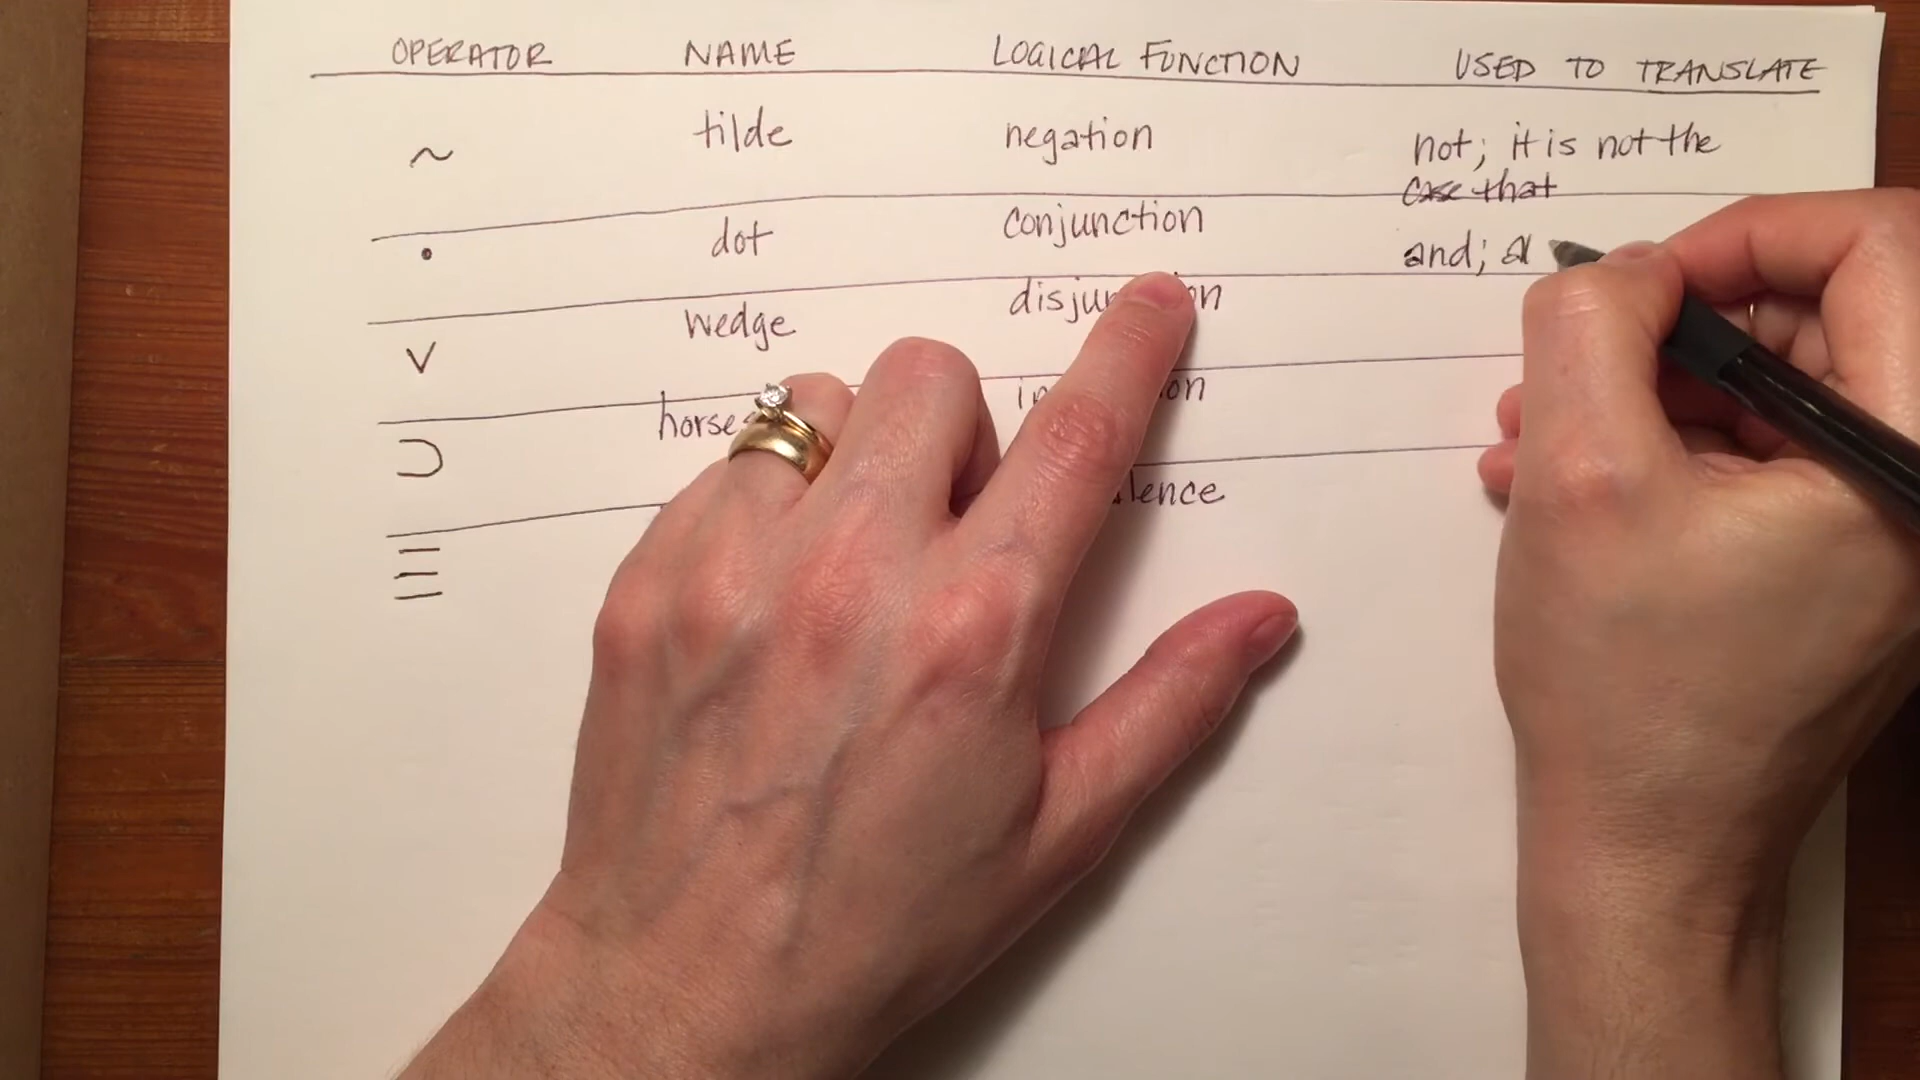 OPERATOR NAME LOGICAL FUNCTION USED TO TRANSLATE
~ tilde negation not; it is not the
case that
• dot conjunction and;
v wedge
⊃
≡